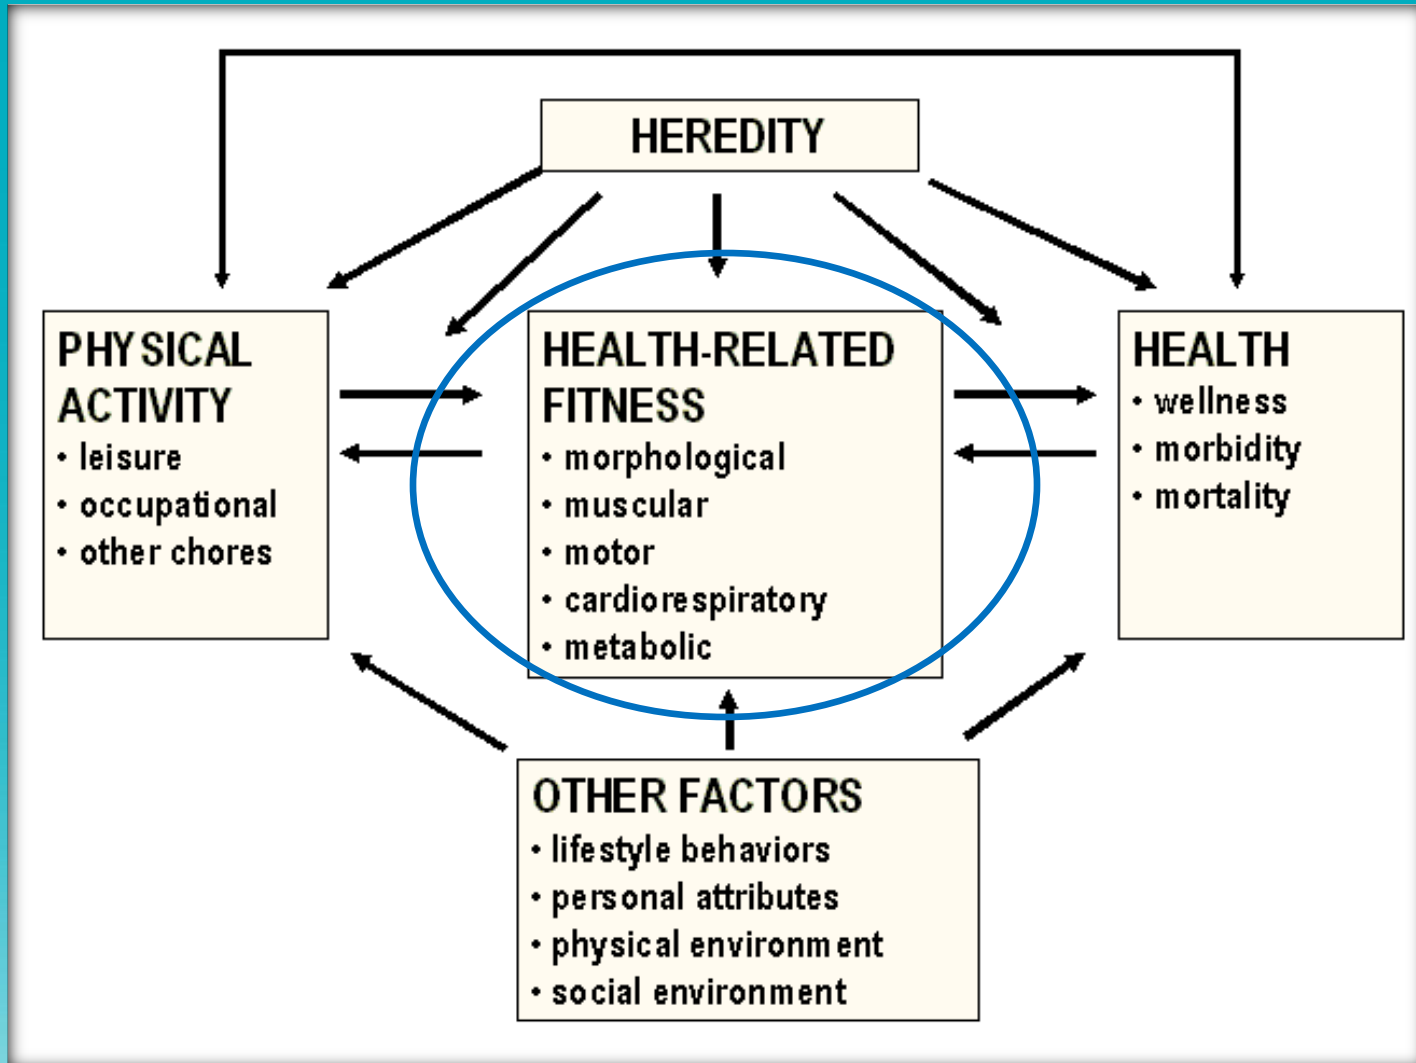 HEREDITY
PHYSICAL
ACTIVITY
• leisure
• occupational
• other chores
HEALTH-RELATED
FITNESS
• morphological
• muscular
• motor
• cardiorespiratory
• metabolic
HEALTH
• wellness
• morbidity
• mortality
OTHER FACTORS
• lifestyle behaviors
• personal attributes
• physical environment
• social environment